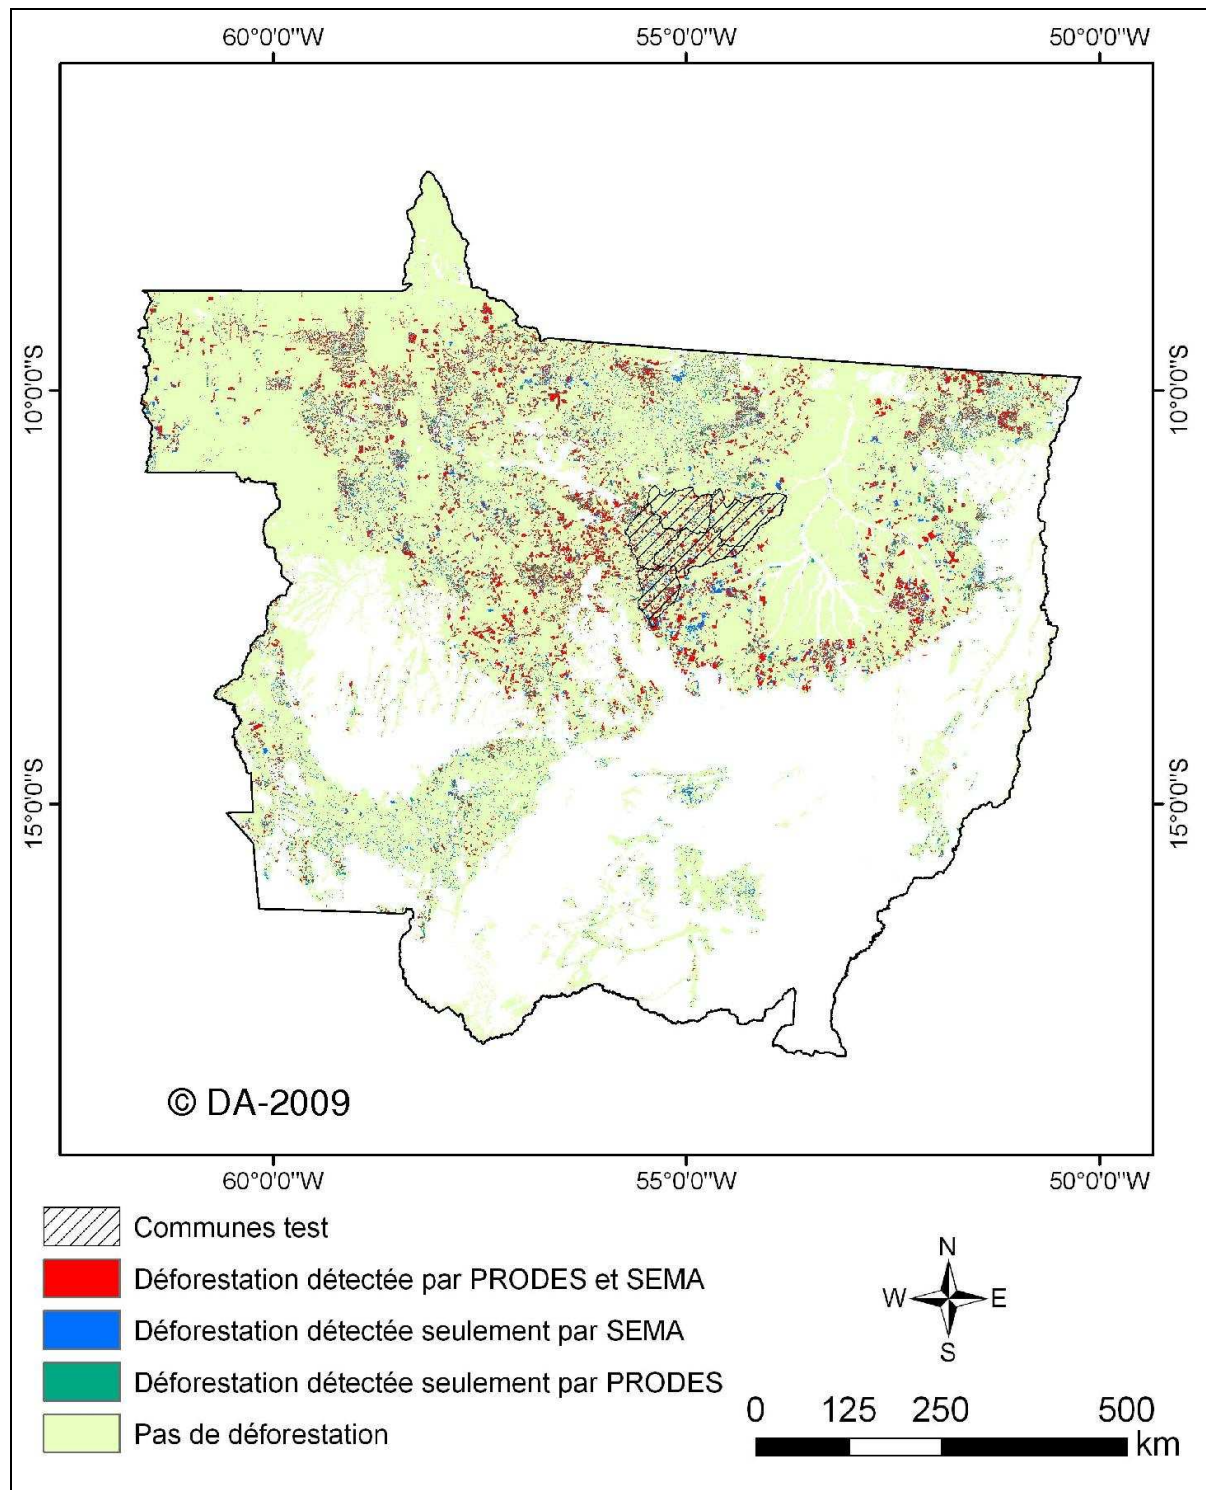 60°0'0"W 55°0'0"W 50°0'0"W
10°0'0"S 10°0'0"S
15°0'0"S 15°0'0"S
© DA-2009
60°0'0"W 55°0'0"W 50°0'0"W
Communes test
Déforestation détectée par PRODES et SEMA
Déforestation détectée seulement par SEMA
Déforestation détectée seulement par PRODES
Pas de déforestation
N
W E
S
0 125 250 500
km